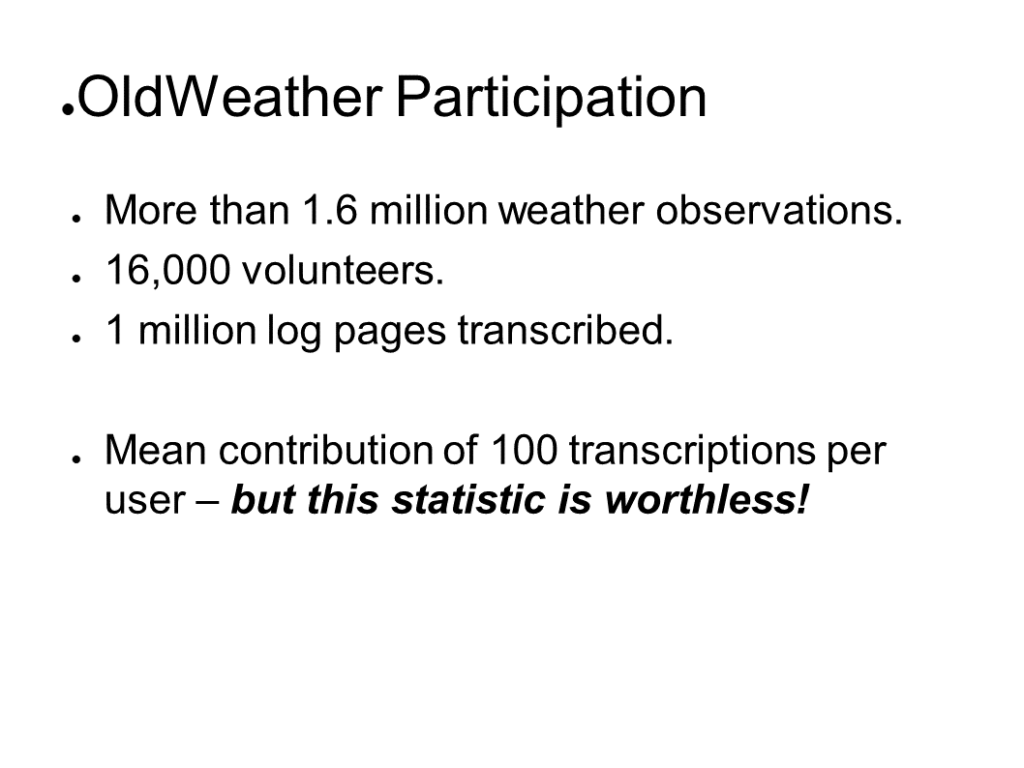 ●OldWeather Participation
● More than 1.6 million weather observations.
● 16,000 volunteers.
● 1 million log pages transcribed.
● Mean contribution of 100 transcriptions per
user – but this statistic is worthless!